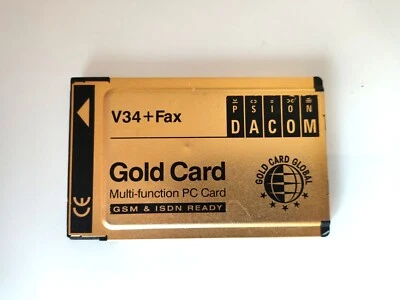 V34+Fax
PSION
DACOM
Gold Card
Multi-function PC Card
GSM & ISDN READY
GOLD CARD GLOBAL
CE